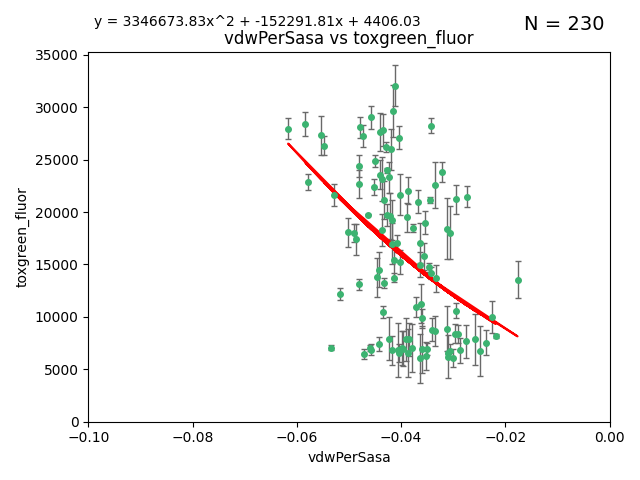 y = 3346673.83x^2 + -152291.81x + 4406.03
N = 230
vdwPerSasa vs toxgreen_fluor
35000
30000
25000
20000
15000
10000
5000
0
toxgreen_fluor
−0.10 −0.08 −0.06 −0.04 −0.02 0.00
vdwPerSasa